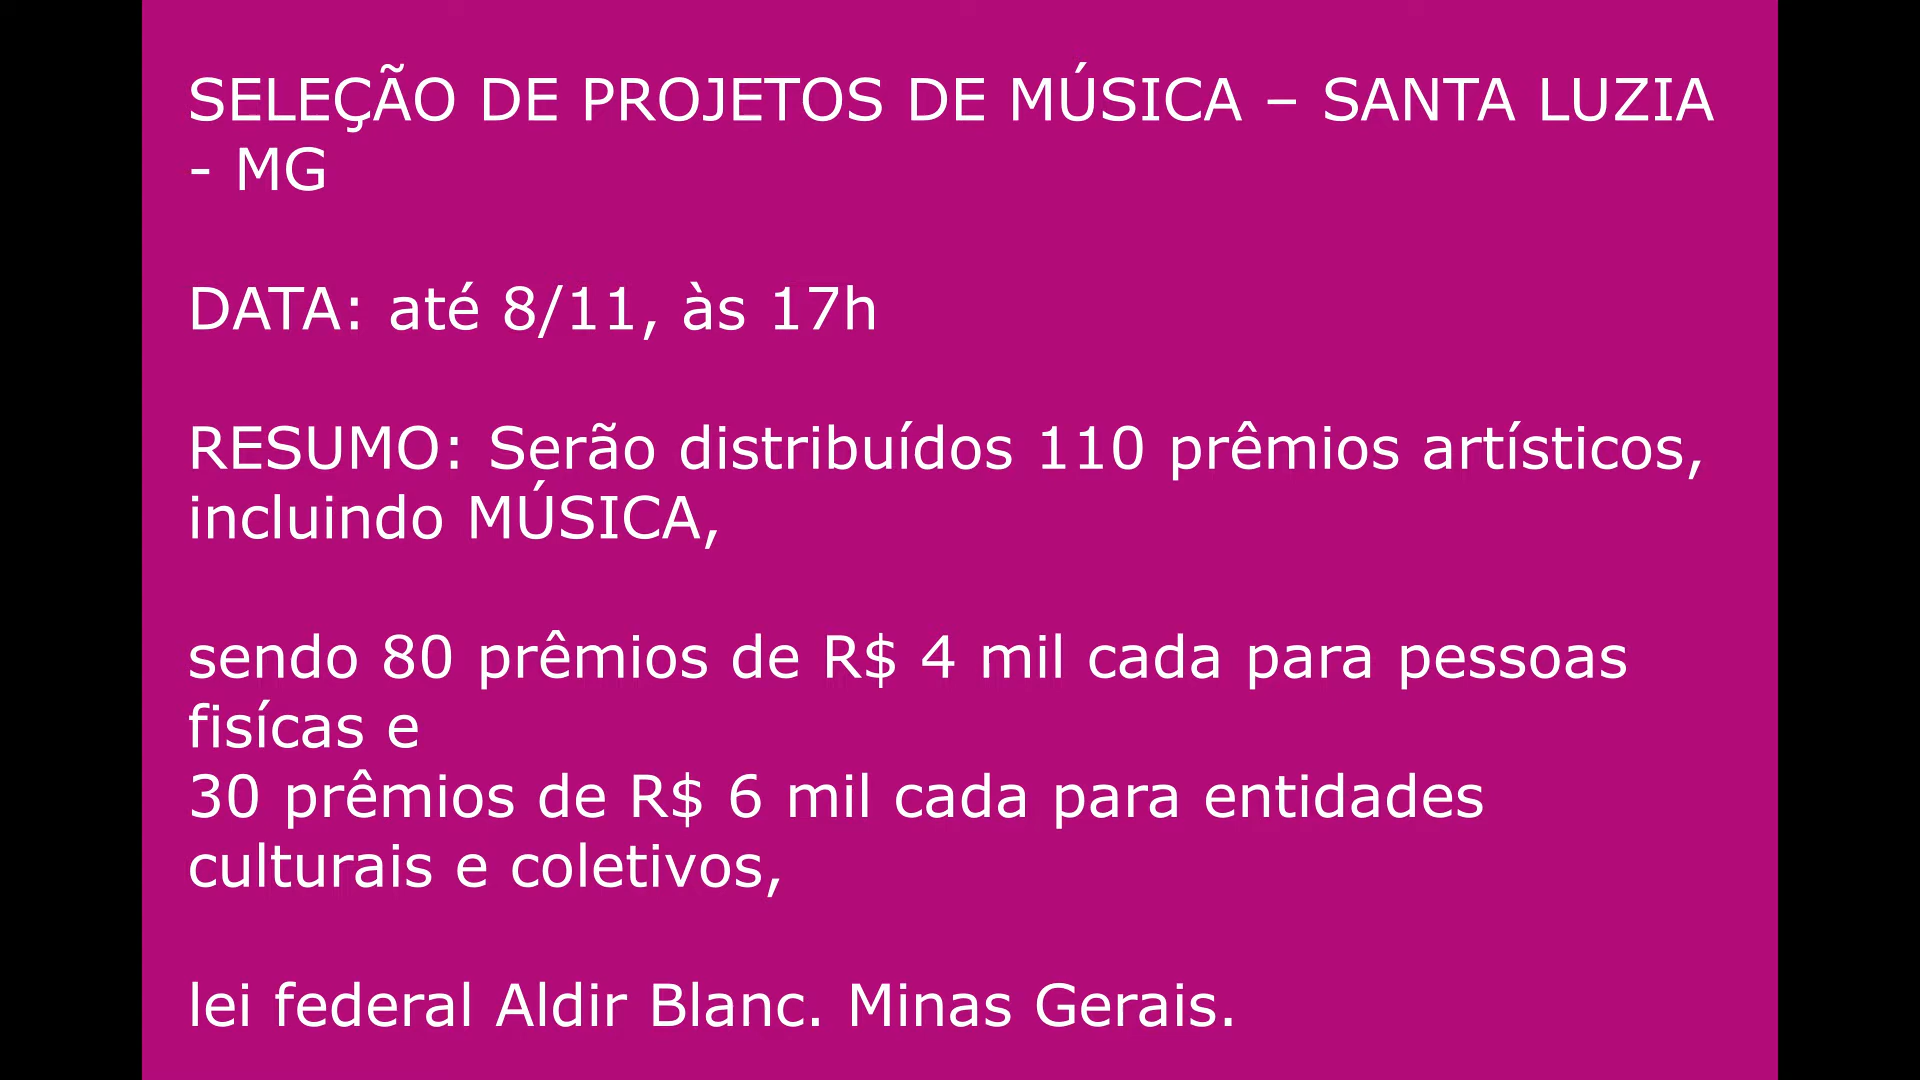 SELEÇÃO DE PROJETOS DE MÚSICA – SANTA LUZIA
- MG
DATA: até 8/11, às 17h
RESUMO: Serão distribuídos 110 prêmios artísticos,
incluindo MÚSICA,
sendo 80 prêmios de R$ 4 mil cada para pessoas
fisícas e
30 prêmios de R$ 6 mil cada para entidades
culturais e coletivos,
lei federal Aldir Blanc. Minas Gerais.